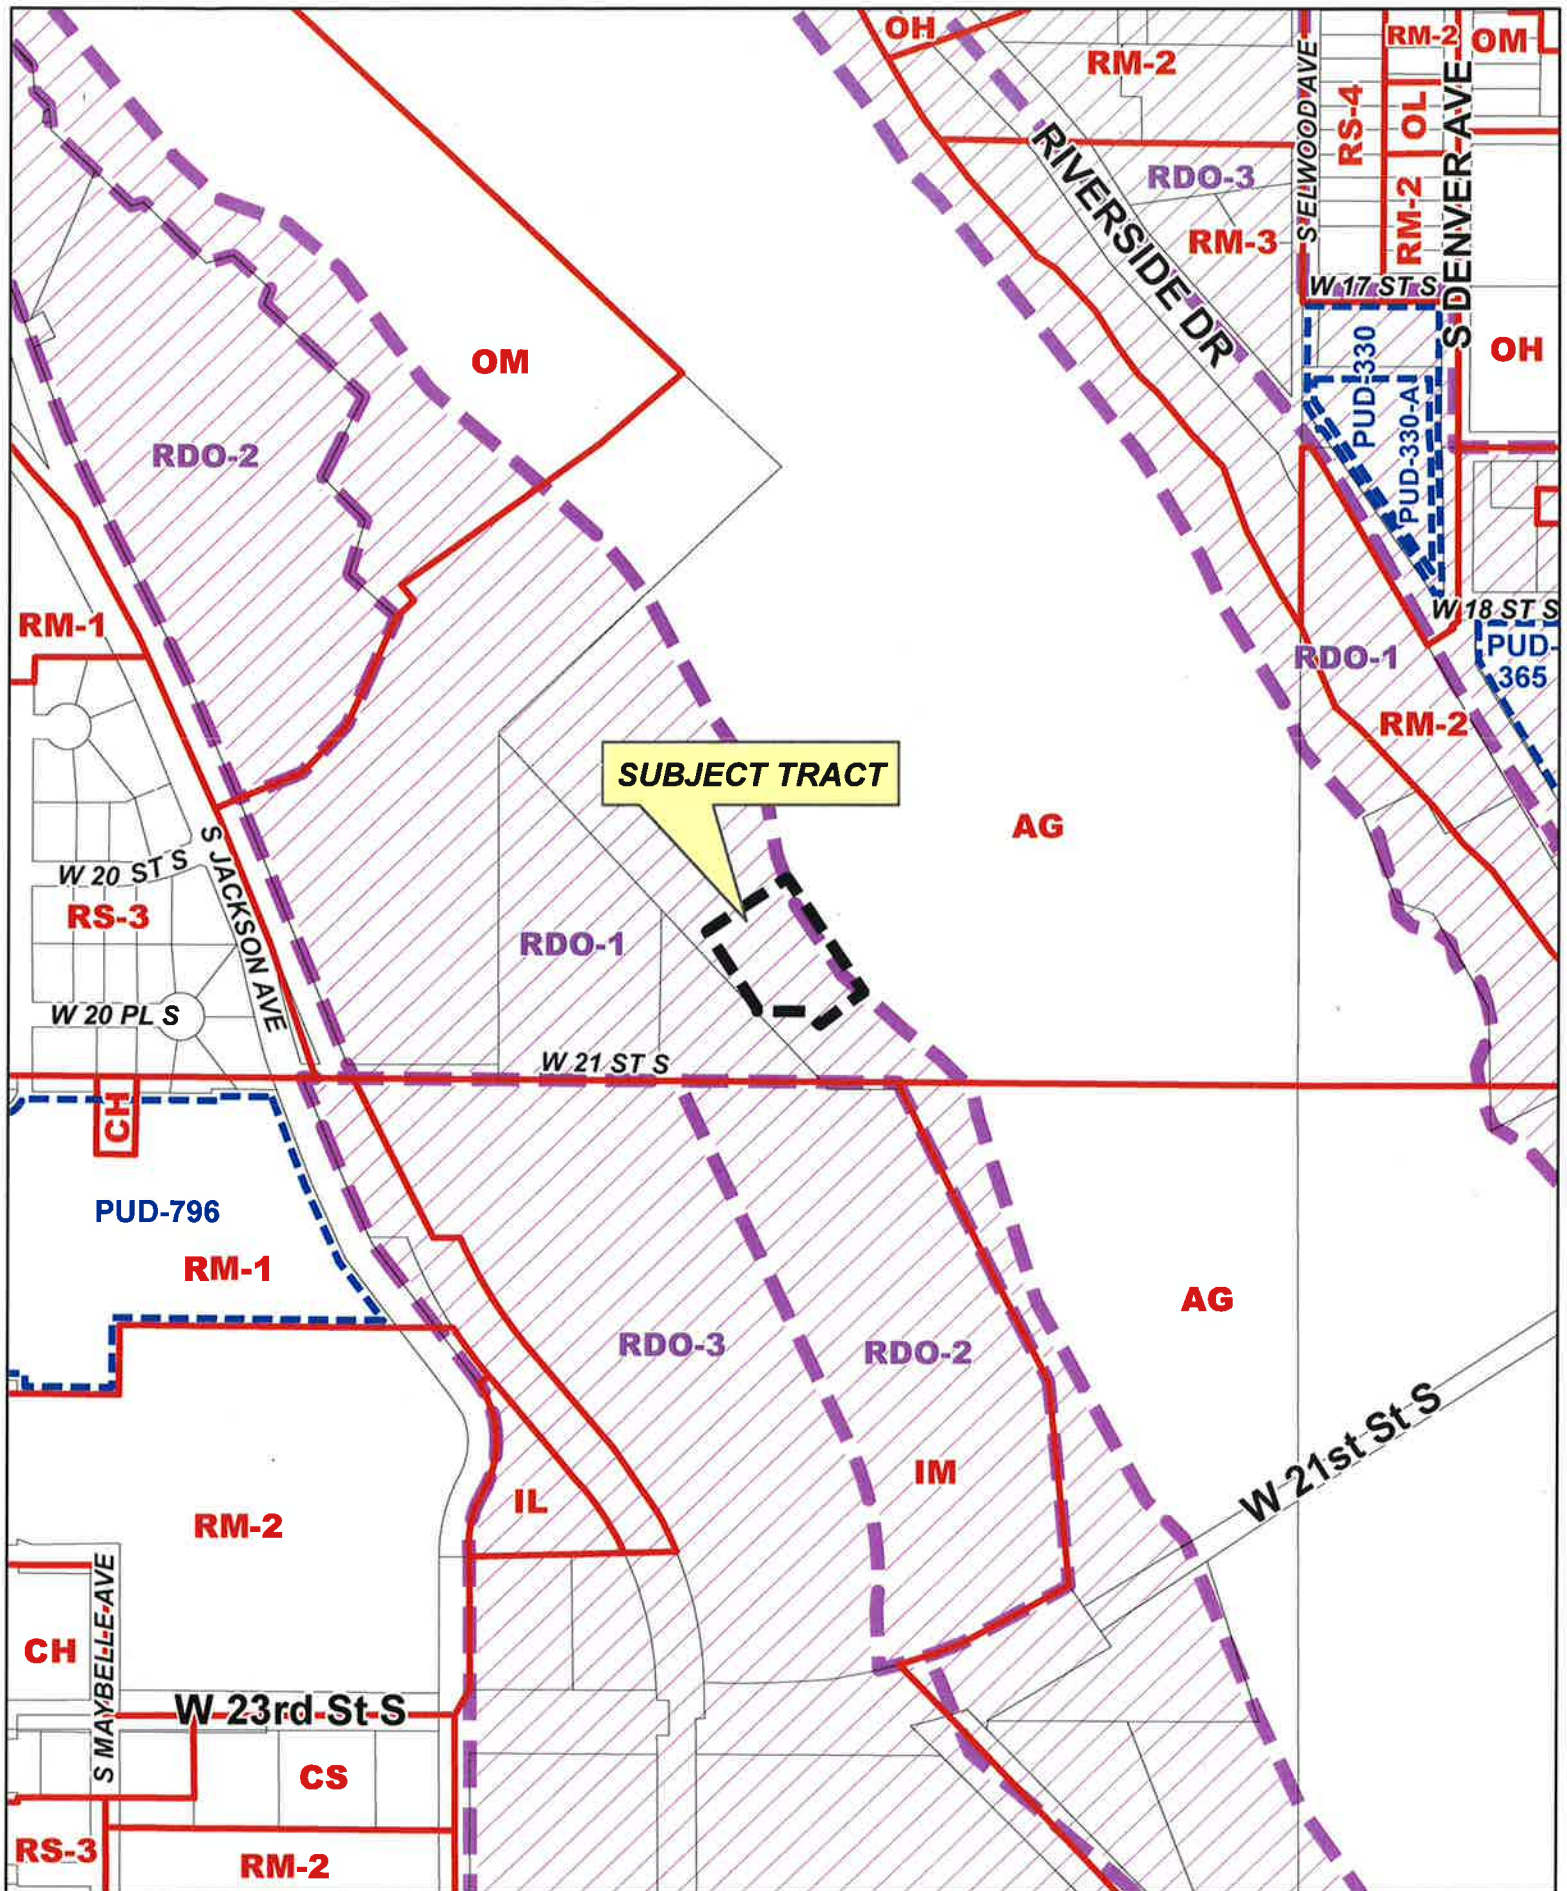 OH
RM-2
S ELWOOD AVE
RS-4
RM-2
OL
RM-2
S DENVER AVE
OM
RIVERSIDE DR
RDO-3
RM-3
W 17 ST S
PUD-330
PUD-330-A
OH
OM
RDO-2
RM-1
W 18 ST S
PUD-
365
RDO-1
RM-2
SUBJECT TRACT
AG
W 20 ST S
S JACKSON AVE
RS-3
RDO-1
W 20 PL S
W 21 ST S
CH
PUD-796
RM-1
AG
RDO-3
RDO-2
W 21st St S
IM
IL
RM-2
S MAYBELLE AVE
CH
W 23rd St S
CS
RS-3
RM-2